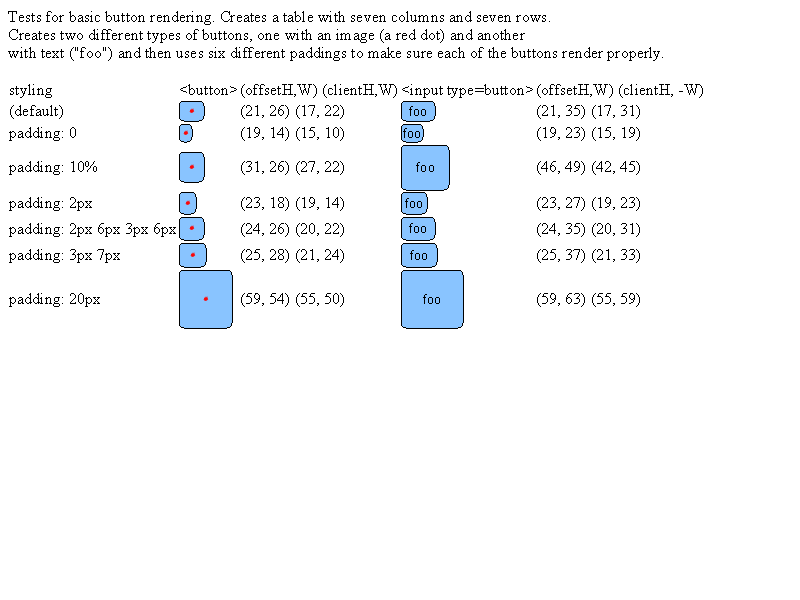 Tests for basic button rendering. Creates a table with seven columns and seven rows.
Creates two different types of buttons, one with an image (a red dot) and another
with text ("foo") and then uses six different paddings to make sure each of the buttons render properly.
styling <button> (offsetH,W) (clientH,W) <input type=button> (offsetH,W) (clientH, -W)
(default) (21, 26) (17, 22) foo (21, 35) (17, 31)
padding: 0 (19, 14) (15, 10) foo (19, 23) (15, 19)
padding: 10% (31, 26) (27, 22) foo (46, 49) (42, 45)
padding: 2px (23, 18) (19, 14) foo (23, 27) (19, 23)
padding: 2px 6px 3px 6px (24, 26) (20, 22) foo (24, 35) (20, 31)
padding: 3px 7px (25, 28) (21, 24) foo (25, 37) (21, 33)
padding: 20px (59, 54) (55, 50) foo (59, 63) (55, 59)